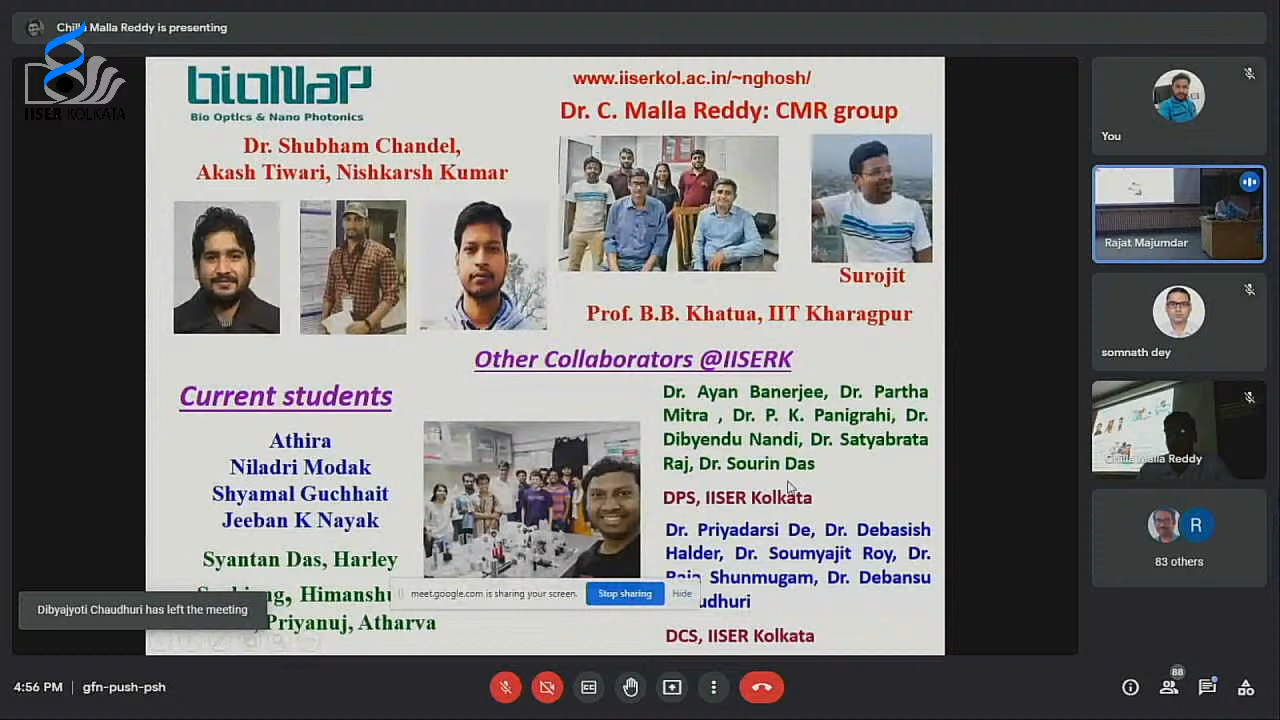 Chilla Malla Reddy is presenting
IISER KOLKATA
bioNaP
Bio Optics & Nano Photonics
www.iiserkol.ac.in/~nghosh/
Dr. C. Malla Reddy: CMR group
Dr. Shubham Chandel,
Akash Tiwari, Nishkarsh Kumar
Surojit
Prof. B.B. Khatua, IIT Kharagpur
Other Collaborators @IISERK
Current students
Athira
Niladri Modak
Shyamal Guchhait
Jeeban K Nayak
Syantan Das, Harley
Himanshu
Priyanuj, Atharva
Dr. Ayan Banerjee, Dr. Partha
Mitra , Dr. P. K. Panigrahi, Dr.
Dibyendu Nandi, Dr. Satyabrata
Raj, Dr. Sourin Das
DPS, IISER Kolkata
Dr. Priyadarsi De, Dr. Debasish
Halder, Dr. Soumyajit Roy, Dr.
Shunmugam, Dr. Debansu
DCS, IISER Kolkata
meet.google.com is sharing your screen.
Stop sharing
Hide
Dibyajyoti Chaudhuri has left the meeting
You
Rajat Majumdar
somnath dey
Chilla Malla Reddy
R
83 others
4:56 PM | gfn-push-psh
88